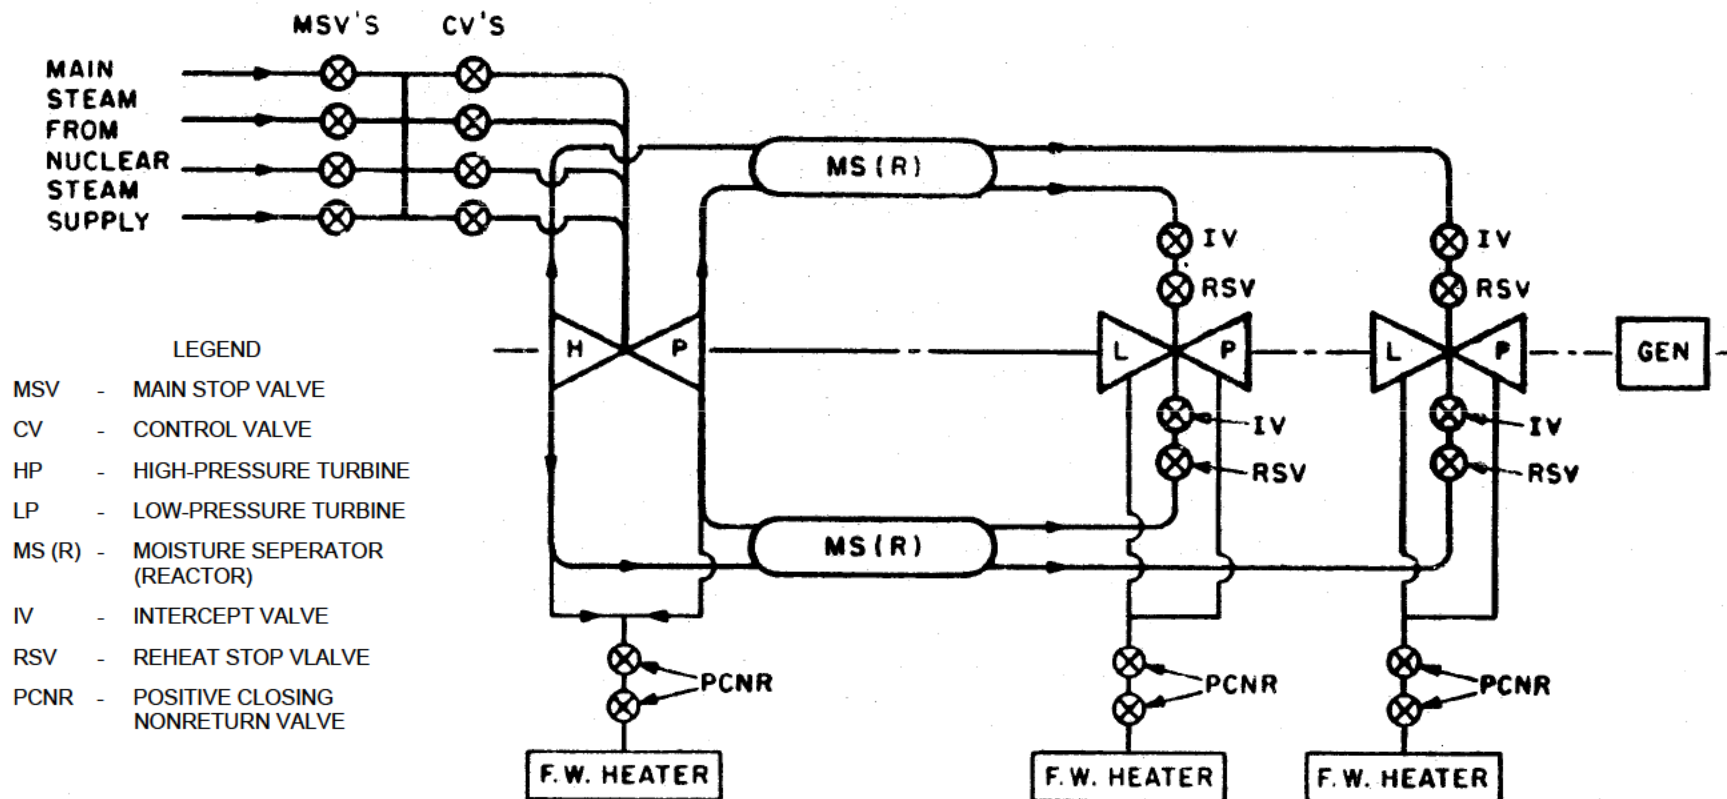 MSV'S
CV'S
MAIN
STEAM
FROM
NUCLEAR
STEAM
SUPPLY
MS(R)
IV
IV
RSV
RSV
H P
L P
L P
GEN
IV
IV
RSV
RSV
MS(R)
PCNR
PCNR
PCNR
F.W. HEATER
F.W. HEATER
F.W. HEATER
LEGEND
MSV - MAIN STOP VALVE
CV - CONTROL VALVE
HP - HIGH-PRESSURE TURBINE
LP - LOW-PRESSURE TURBINE
MS (R) - MOISTURE SEPERATOR
(REACTOR)
IV - INTERCEPT VALVE
RSV - REHEAT STOP VLALVE
PCNR - POSITIVE CLOSING
NONRETURN VALVE